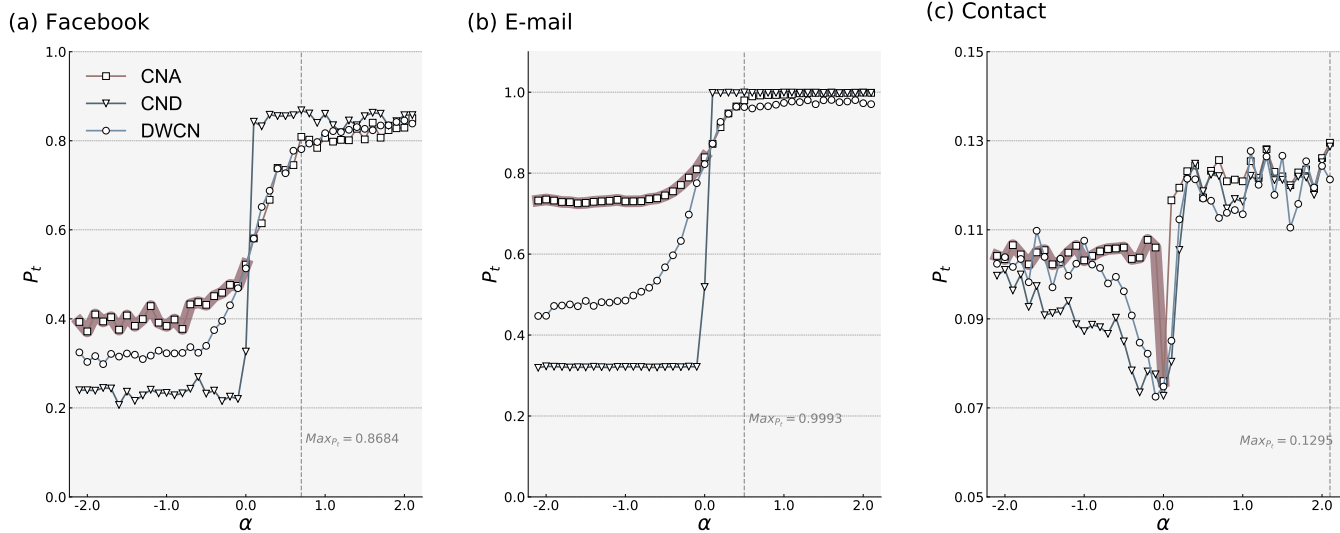 (a) Facebook
1.0
0.8
0.6
0.4
0.2
0.0
P_t
CNA
CND
DWCN
Max_{P_t} = 0.8684
-2.0 -1.0 0.0 1.0 2.0
α
(b) E-mail
1.0
0.8
0.6
0.4
0.2
0.0
P_t
Max_{P_t} = 0.9993
-2.0 -1.0 0.0 1.0 2.0
α
(c) Contact
0.15
0.13
0.11
0.09
0.07
0.05
P_t
Max_{P_t} = 0.1295
-2.0 -1.0 0.0 1.0 2.0
α